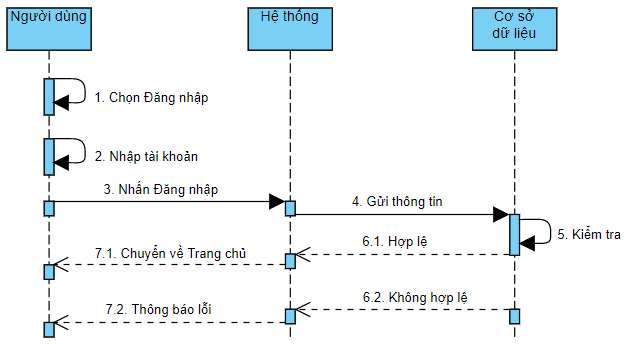 Người dùng
Hệ thống
Cơ sở
dữ liệu
1. Chọn Đăng nhập
2. Nhập tài khoản
3. Nhấn Đăng nhập
4. Gửi thông tin
5. Kiểm tra
6.1. Hợp lệ
7.1. Chuyển về Trang chủ
6.2. Không hợp lệ
7.2. Thông báo lỗi